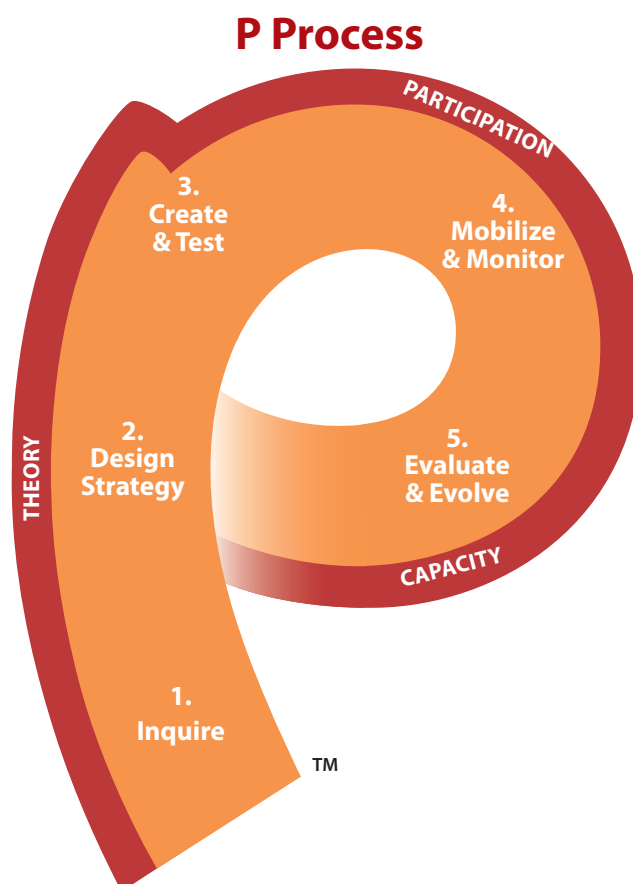 P Process
PARTICIPATION
3.
Create
& Test
4.
Mobilize
& Monitor
THEORY
2.
Design
Strategy
5.
Evaluate
& Evolve
CAPACITY
1.
Inquire
TM